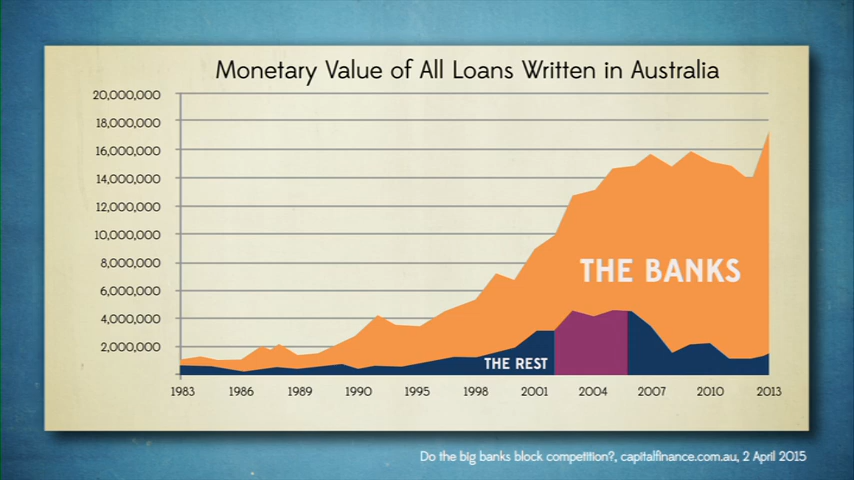 Monetary Value of All Loans Written in Australia
20,000,000
18,000,000
16,000,000
14,000,000
12,000,000
10,000,000
8,000,000
6,000,000
4,000,000
2,000,000
THE BANKS
THE REST
1983 1986 1989 1990 1995 1998 2001 2004 2007 2010 2013
Do the big banks block competition?, capitalfinance.com.au, 2 April 2015